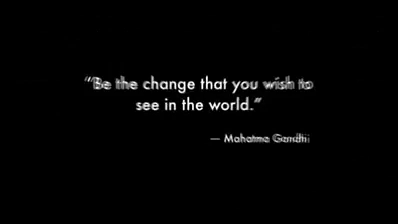 “Be the change that you wish to
see in the world.”
— Mahatma Gandhi